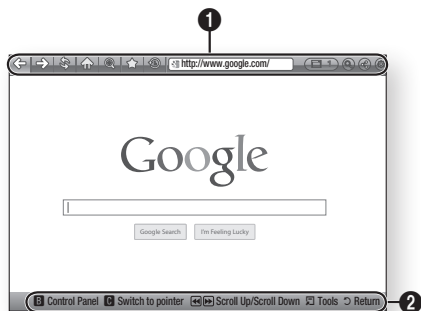 1
http://www.google.com/ 1
Google
Google Search I'm Feeling Lucky
B Control Panel C Switch to pointer Scroll Up/Scroll Down Tools Return 2